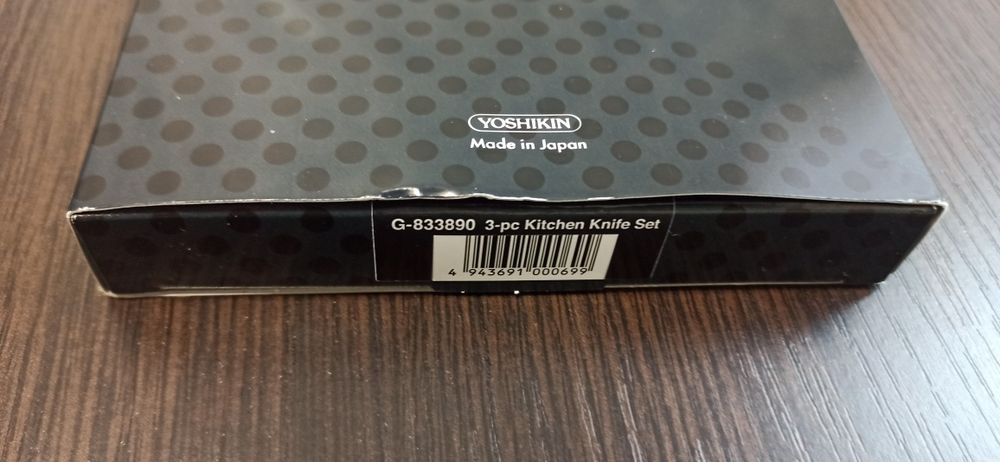 YOSHIKIN
Made in Japan
G-833890 3-pc Kitchen Knife Set
4 943691 000699